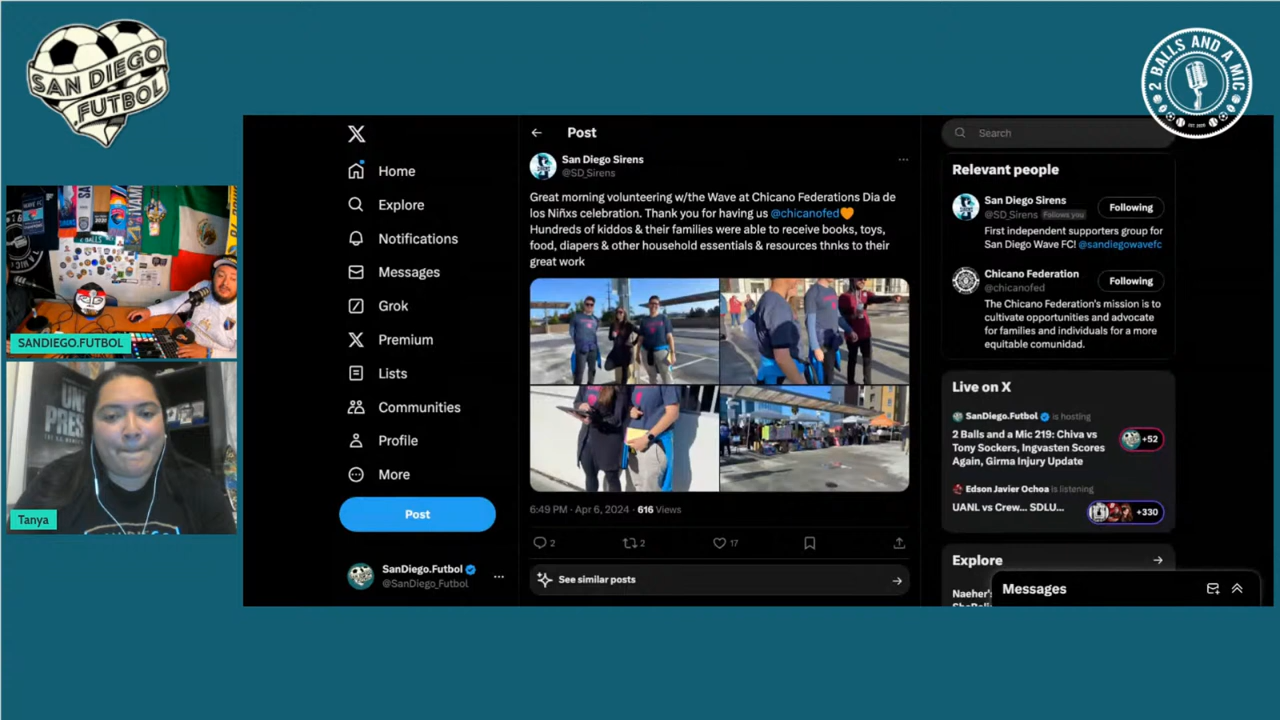 SAN DIEGO
.FUTBOL
2 BALLS AND A MIC
EST 2020
SANDIEGO.FUTBOL
Tanya
Home
Explore
Notifications
Messages
Grok
Premium
Lists
Communities
Profile
More
Post
SanDiego.Futbol
@SanDiego_Futbol
Post
San Diego Sirens
@SD_Sirens
Great morning volunteering w/the Wave at Chicano Federations Dia de
los Niñxs celebration. Thank you for having us @chicanofed🧡
Hundreds of kiddos & their families were able to receive books, toys,
food, diapers & other household essentials & resources thnks to their
great work
6:49 PM · Apr 6, 2024 · 616 Views
2
2
17
See similar posts
Search
Relevant people
San Diego Sirens
@SD_Sirens Follows you
Following
First independent supporters group for
San Diego Wave FC! @sandiegowavefc
Chicano Federation
@chicanofed
Following
The Chicano Federation's mission is to
cultivate opportunities and advocate
for families and individuals for a more
equitable comunidad.
Live on X
SanDiego.Futbol is hosting
2 Balls and a Mic 219: Chiva vs
Tony Sockers, Ingvasten Scores
Again, Girma Injury Update
+52
Edson Javier Ochoa is listening
UANL vs Crew... SDLU...
+330
Explore
Naeher's
Messages